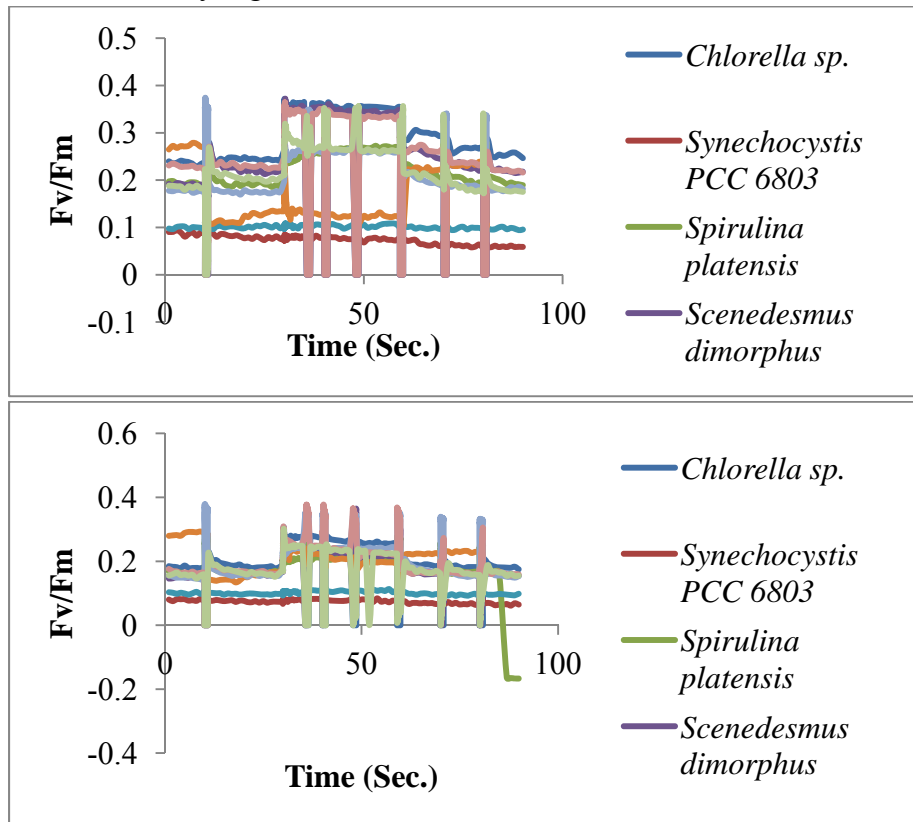 0.5
0.4
0.3
0.2
0.1
0
-0.1
Fv/Fm
0
50
100
Time (Sec.)
Chlorella sp.
Synechocystis
PCC 6803
Spirulina
platensis
Scenedesmus
dimorphus
0.6
0.4
0.2
0
-0.2
-0.4
Fv/Fm
0
50
100
Time (Sec.)
Chlorella sp.
Synechocystis
PCC 6803
Spirulina
platensis
Scenedesmus
dimorphus